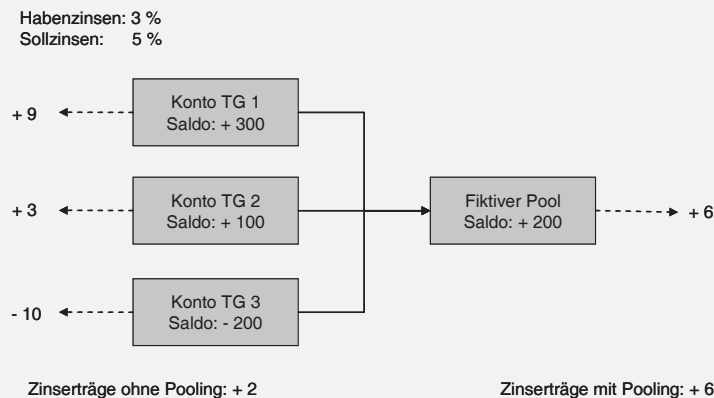 Habenzinsen: 3 %
Sollzinsen: 5 %
+ 9
Konto TG 1
Saldo: + 300
+ 3
Konto TG 2
Saldo: + 100
Fiktiver Pool
Saldo: + 200
+ 6
- 10
Konto TG 3
Saldo: - 200
Zinserträge ohne Pooling: + 2
Zinserträge mit Pooling: + 6